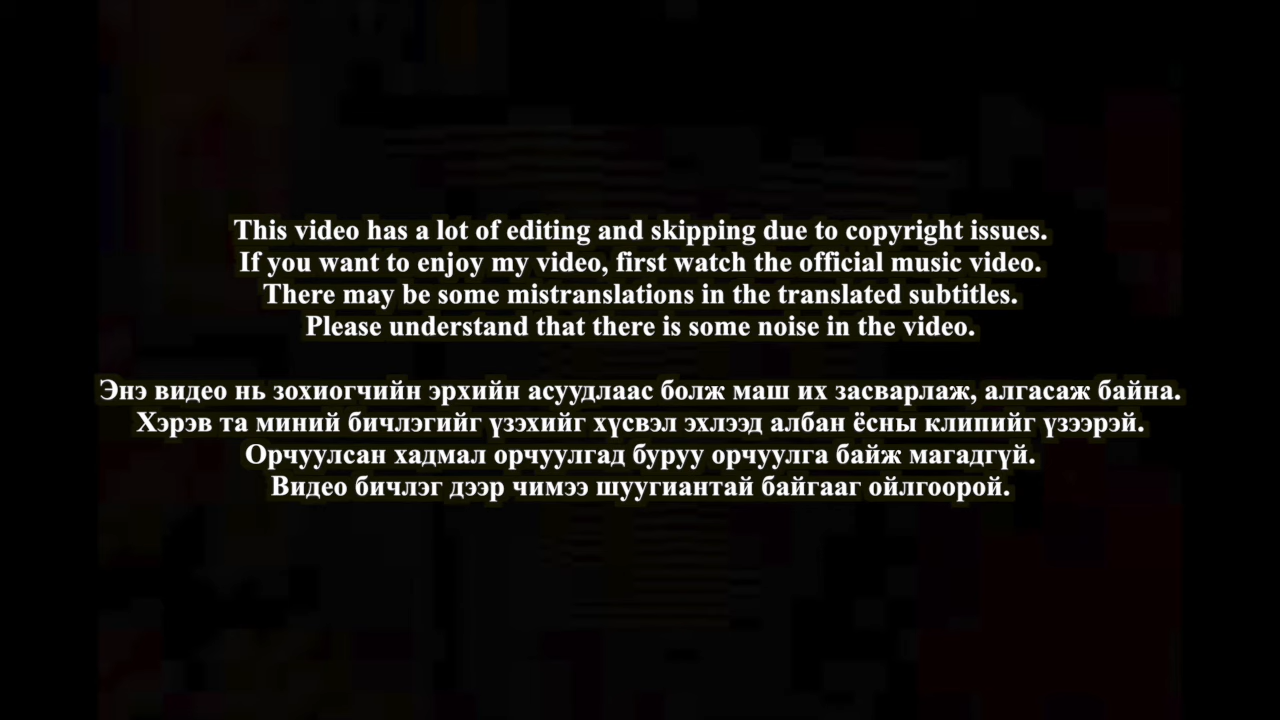 This video has a lot of editing and skipping due to copyright issues.
If you want to enjoy my video, first watch the official music video.
There may be some mistranslations in the translated subtitles.
Please understand that there is some noise in the video.
Энэ видео нь зохиогчийн эрхийн асуудлаас болж маш их засварлаж, алгасаж байна.
Хэрэв та миний бичлэгийг үзэхийг хүсвэл эхлээд албан ёсны клипийг үзээрэй.
Орчуулсан хадмал орчуулгад буруу орчуулга байж магадгүй.
Видео бичлэг дээр чимээ шуугиантай байгааг ойлгоорой.